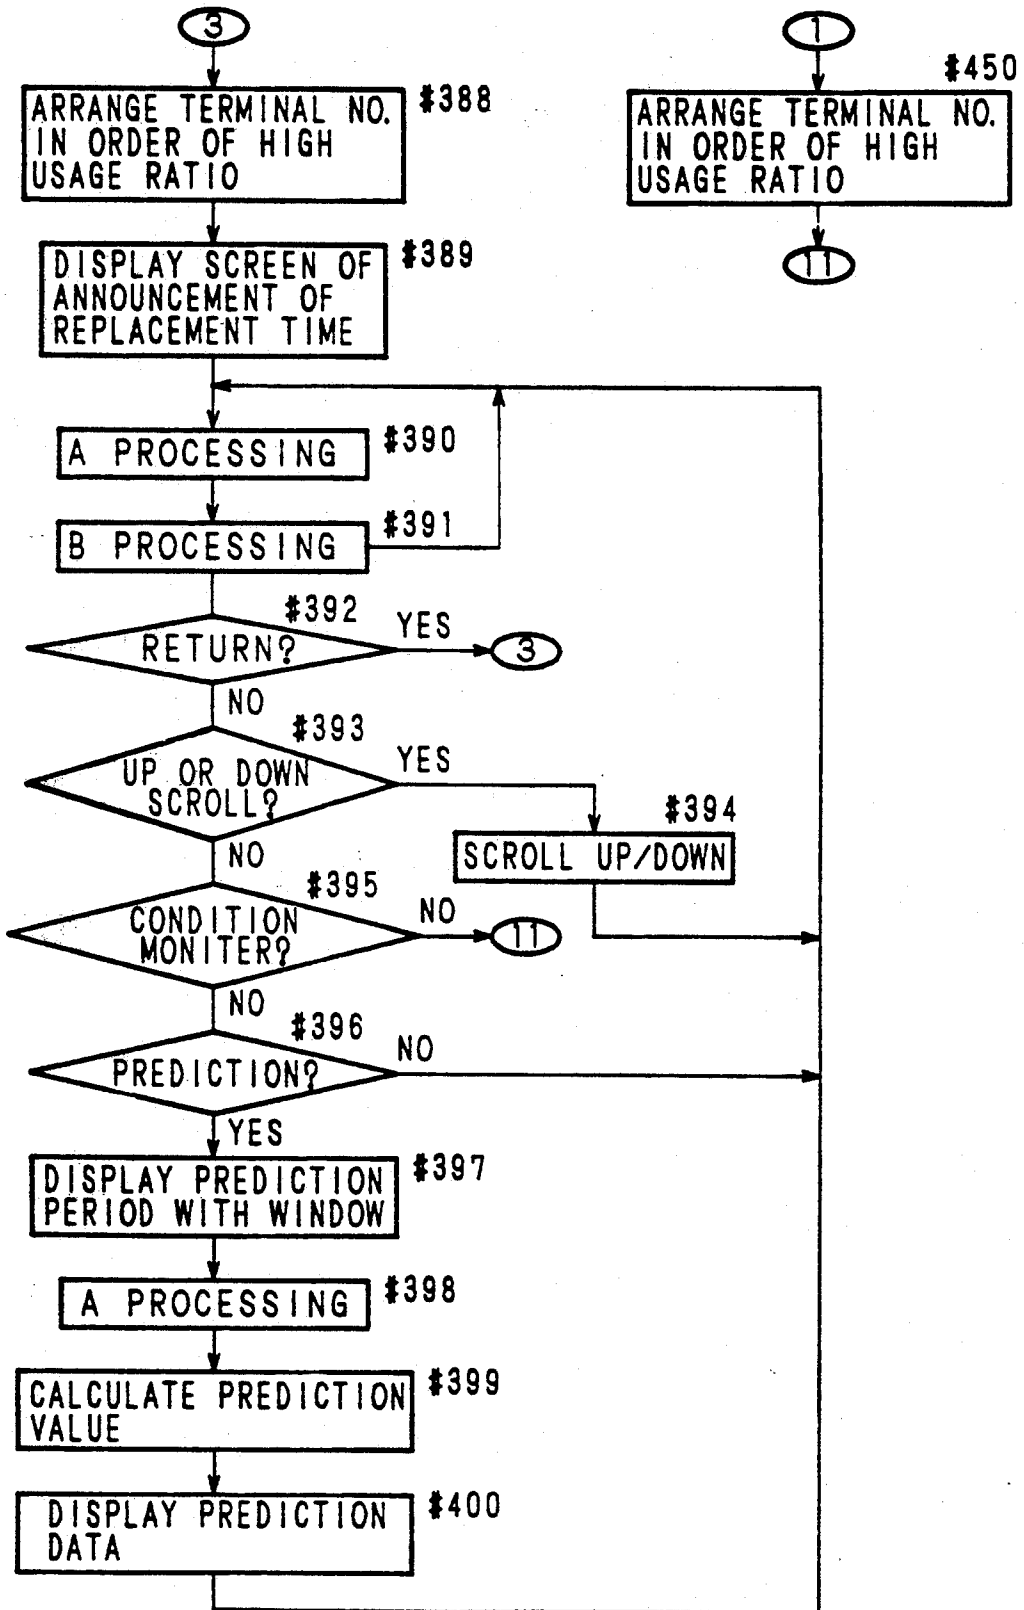 3
#388
ARRANGE TERMINAL NO.
IN ORDER OF HIGH
USAGE RATIO
#389
DISPLAY SCREEN OF
ANNOUNCEMENT OF
REPLACEMENT TIME
#390
A PROCESSING
#391
B PROCESSING
#392
RETURN?
YES
3
NO
#393
UP OR DOWN
SCROLL?
YES
#394
SCROLL UP/DOWN
NO
#395
CONDITION
MONITER?
NO
11
NO
#396
PREDICTION?
NO
YES
#397
DISPLAY PREDICTION
PERIOD WITH WINDOW
#398
A PROCESSING
#399
CALCULATE PREDICTION
VALUE
#400
DISPLAY PREDICTION
DATA
1
#450
ARRANGE TERMINAL NO.
IN ORDER OF HIGH
USAGE RATIO
11